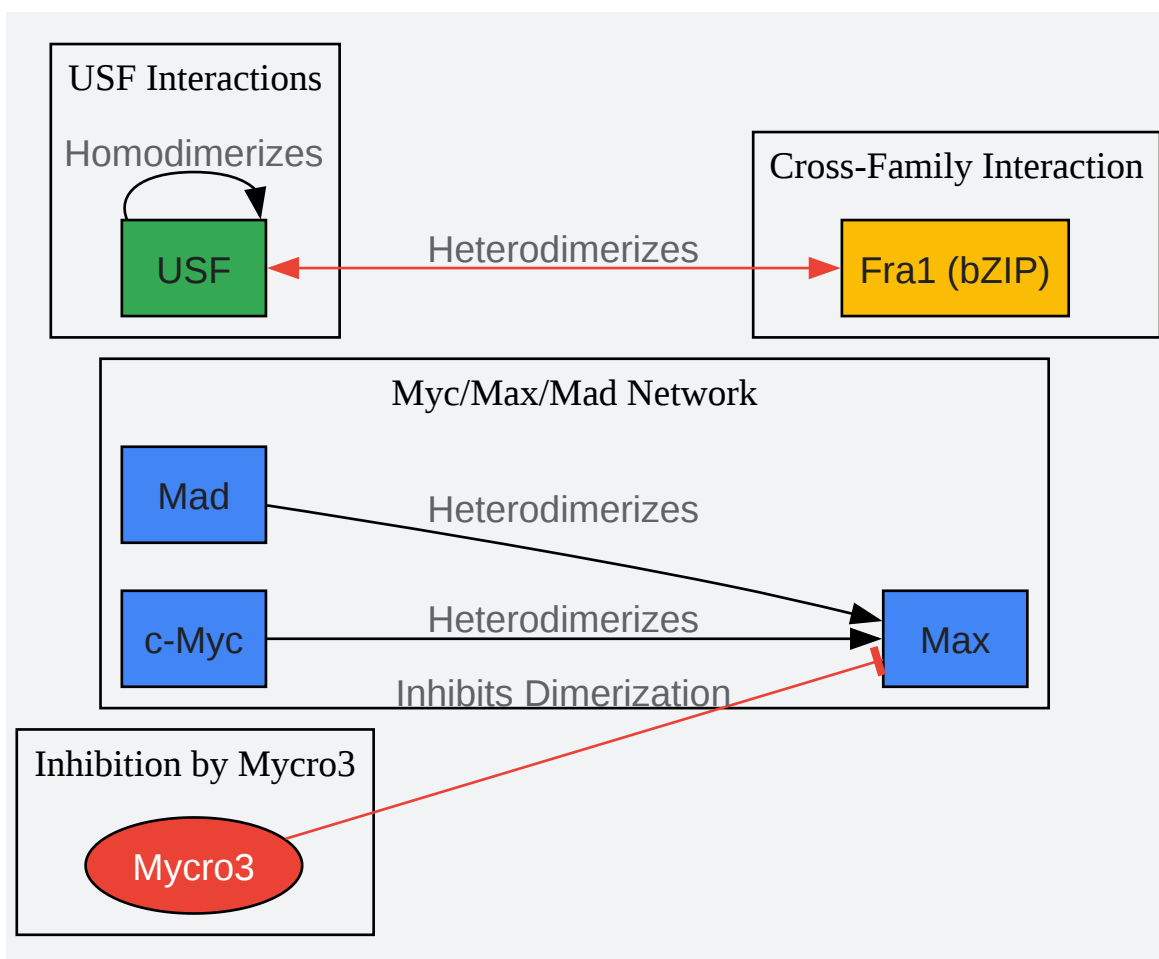 USF Interactions
Homodimerizes
USF
Heterodimerizes
Cross-Family Interaction
Fra1 (bZIP)
Myc/Max/Mad Network
Mad
Heterodimerizes
c-Myc
Heterodimerizes
Max
Inhibits Dimerization
Inhibition by Mycro3
Mycro3